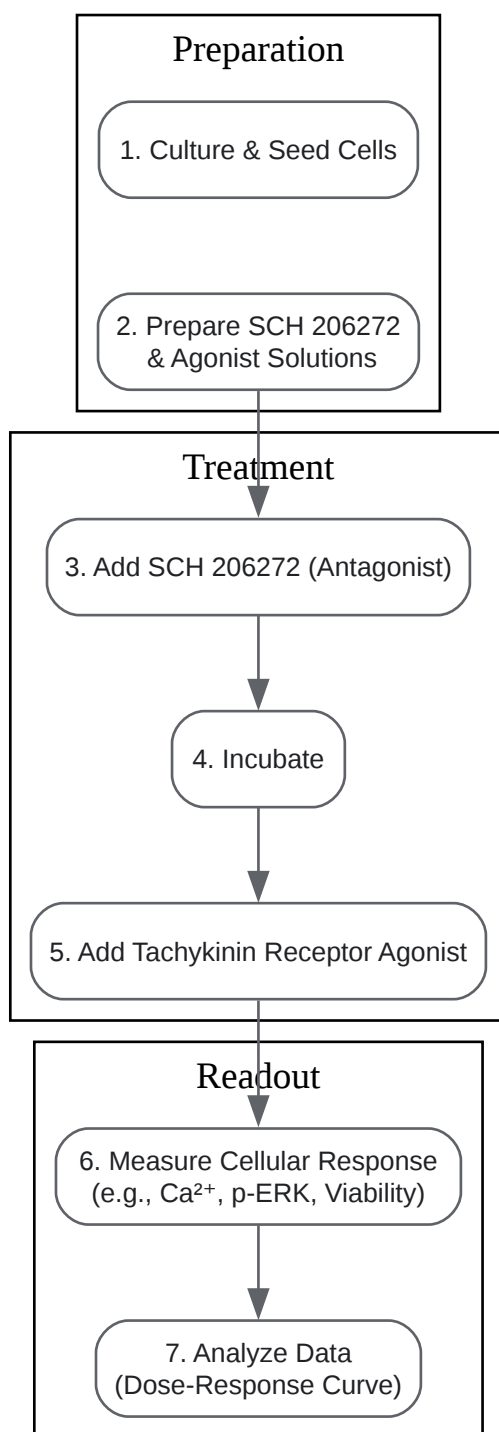 Preparation
1. Culture & Seed Cells
2. Prepare SCH 206272
& Agonist Solutions
Treatment
3. Add SCH 206272 (Antagonist)
4. Incubate
5. Add Tachykinin Receptor Agonist
Readout
6. Measure Cellular Response
(e.g., Ca²⁺, p-ERK, Viability)
7. Analyze Data
(Dose-Response Curve)